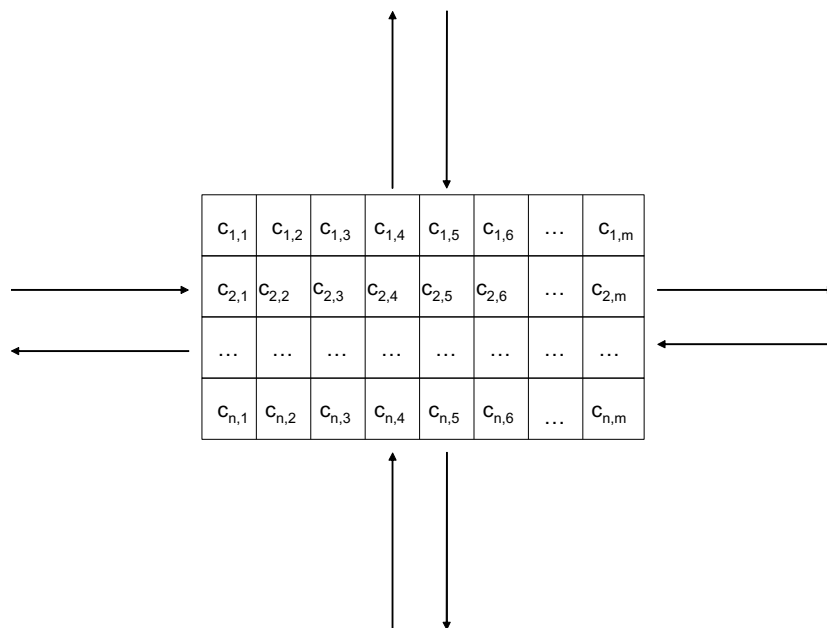 c1,1 c1,2 c1,3 c1,4 c1,5 c1,6 … c1,m
c2,1 c2,2 c2,3 c2,4 c2,5 c2,6 … c2,m
… … … … … … … …
cn,1 cn,2 cn,3 cn,4 cn,5 cn,6 … cn,m